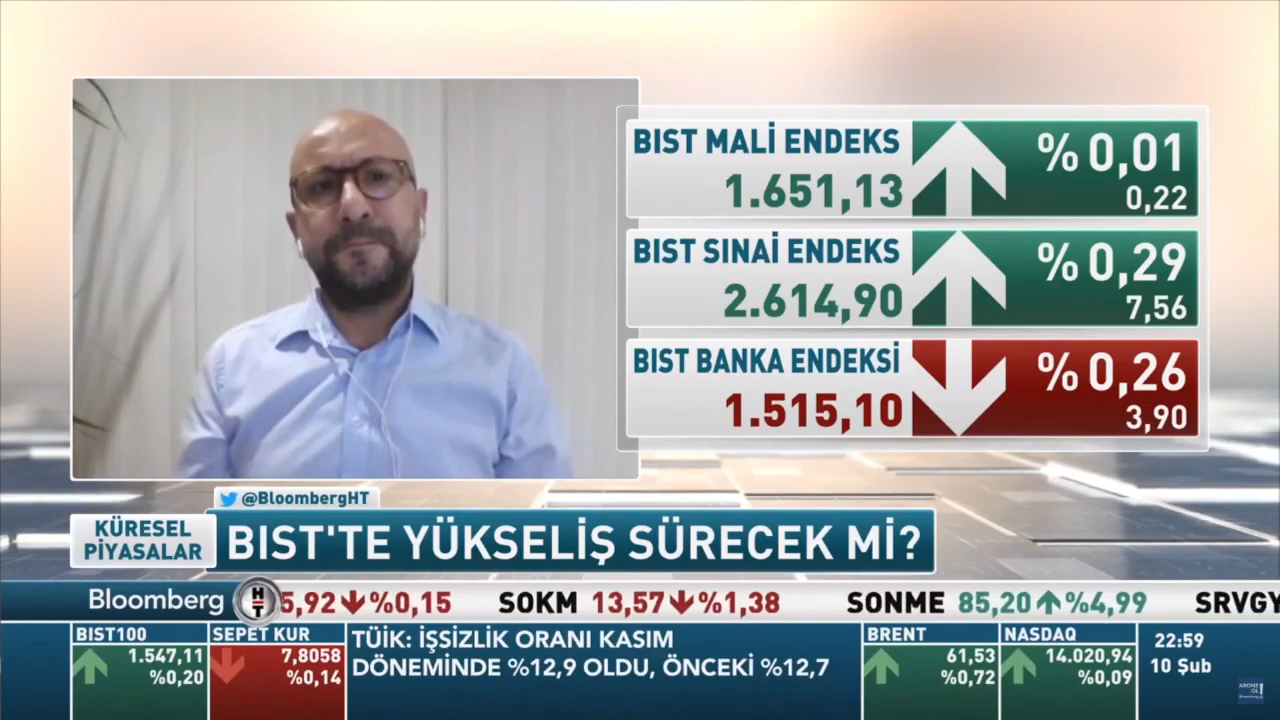 BIST MALİ ENDEKS
1.651,13
% 0,01
0,22
BIST SINAİ ENDEKS
2.614,90
% 0,29
7,56
BIST BANKA ENDEKSİ
1.515,10
% 0,26
3,90
@BloombergHT
KÜRESEL
PİYASALAR
BIST'TE YÜKSELİŞ SÜRECEK Mİ?
Bloomberg HT
5,92 %0,15 SOKM 13,57 %1,38 SONME 85,20 %4,99 SRVGY
BIST100
1.547,11
%0,20
SEPET KUR
7,8058
%0,14
TÜİK: İŞSİZLİK ORANI KASIM
DÖNEMİNDE %12,9 OLDU, ÖNCEKİ %12,7
BRENT
61,53
%0,72
NASDAQ
14.020,94
%0,09
22:59
10 Şub
ABONE
OL!